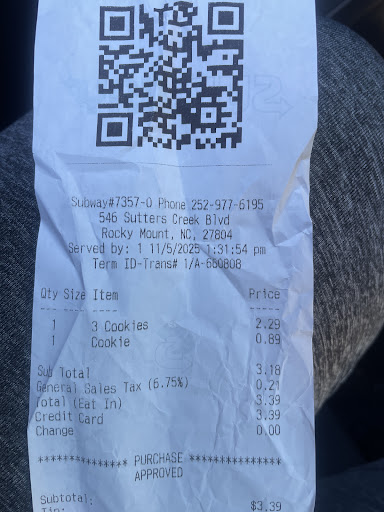 Subway#7357-0 Phone 252-977-6195
546 Sutters Creek Blvd
Rocky Mount, NC, 27804
Served by: 1 11/5/2025 1:31:54 pm
Term ID-Trans# 1/A-660808
Qty Size Item Price
1 3 Cookies 2.29
1 Cookie 0.89
Sub Total 3.18
General Sales Tax (6.75%) 0.21
Total (Eat In) 3.39
Credit Card 3.39
Change 0.00
************** PURCHASE **************
APPROVED
Subtotal: $3.39
Tip: